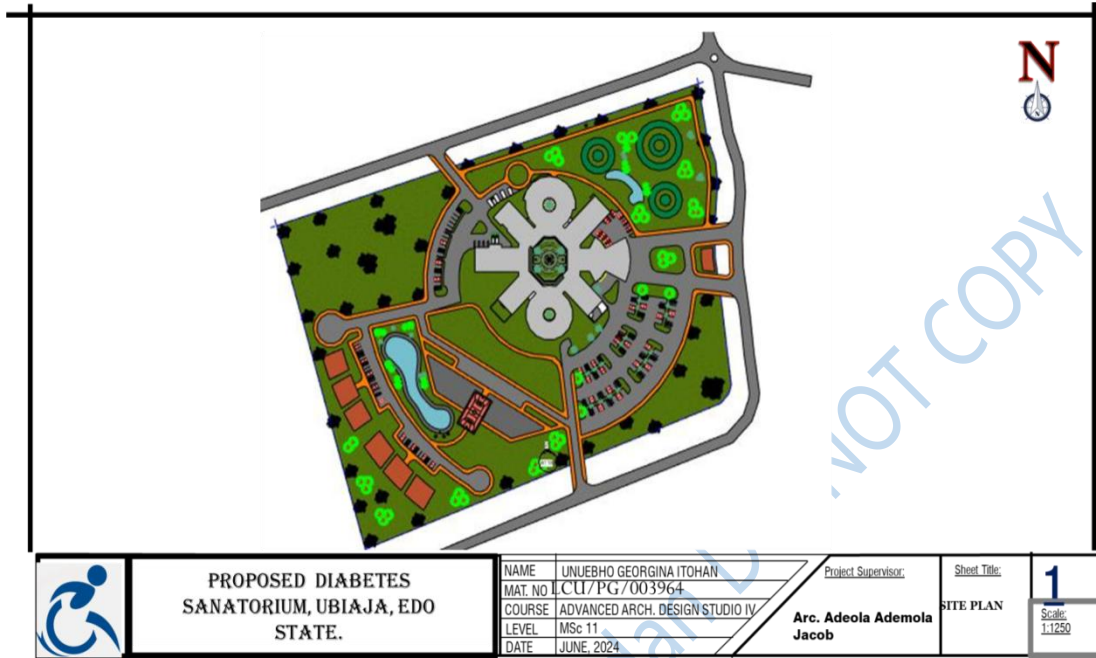 N
NOT COPY
PROPOSED DIABETES
SANATORIUM, UBIAJA, EDO
STATE.
NAME UNUEBHO GEORGINA ITOHAN
MAT. NO LCU/PG/003964
COURSE ADVANCED ARCH. DESIGN STUDIO IV
LEVEL MSc 11
DATE JUNE, 2024
Project Supervisor:
Arc. Adeola Ademola
Jacob
Sheet Title:
SITE PLAN
1
Scale:
1:1250